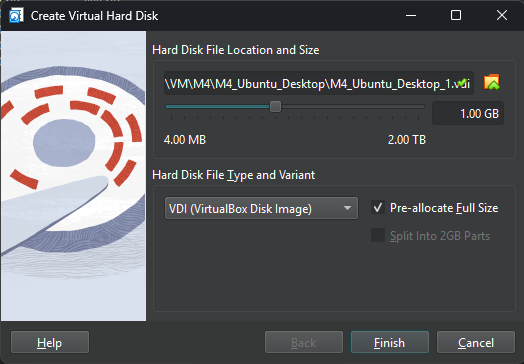 Create Virtual Hard Disk
Hard Disk File Location and Size
\VM\M4\M4_Ubuntu_Desktop\M4_Ubuntu_Desktop_1.vdi
1.00 GB
4.00 MB 2.00 TB
Hard Disk File Type and Variant
VDI (VirtualBox Disk Image) Pre-allocate Full Size
Split Into 2GB Parts
Help Back Finish Cancel